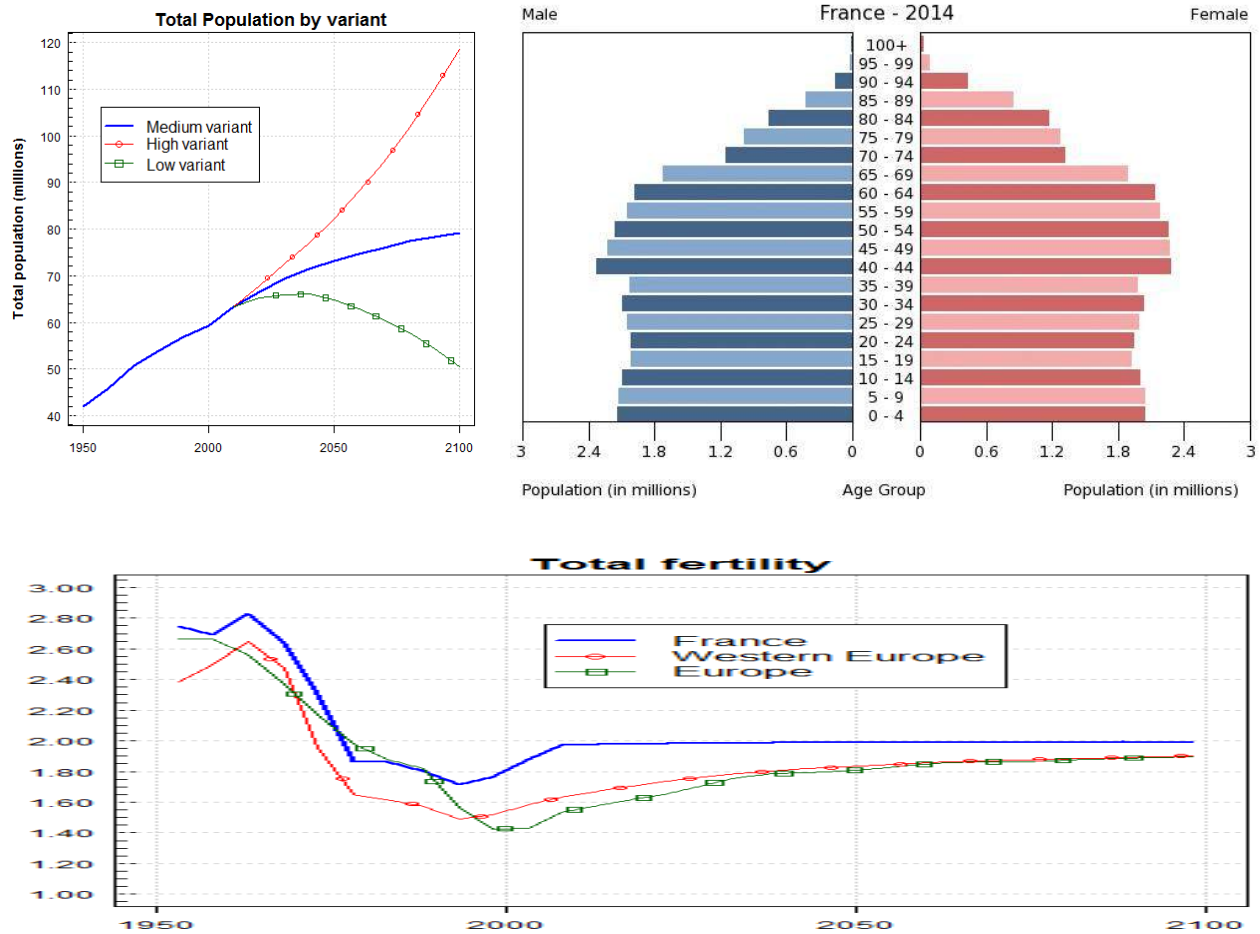 Total Population by variant
Total population (millions)
120
110
100
90
80
70
60
50
40
1950 2000 2050 2100
Medium variant
High variant
Low variant
Male France - 2014 Female
100+
95 - 99
90 - 94
85 - 89
80 - 84
75 - 79
70 - 74
65 - 69
60 - 64
55 - 59
50 - 54
45 - 49
40 - 44
35 - 39
30 - 34
25 - 29
20 - 24
15 - 19
10 - 14
5 - 9
0 - 4
3 2.4 1.8 1.2 0.6 0 0 0.6 1.2 1.8 2.4 3
Population (in millions) Age Group Population (in millions)
Total fertility
3.00
2.80
2.60
2.40
2.20
2.00
1.80
1.60
1.40
1.20
1.00
France
Western Europe
Europe
1950 2000 2050 2100